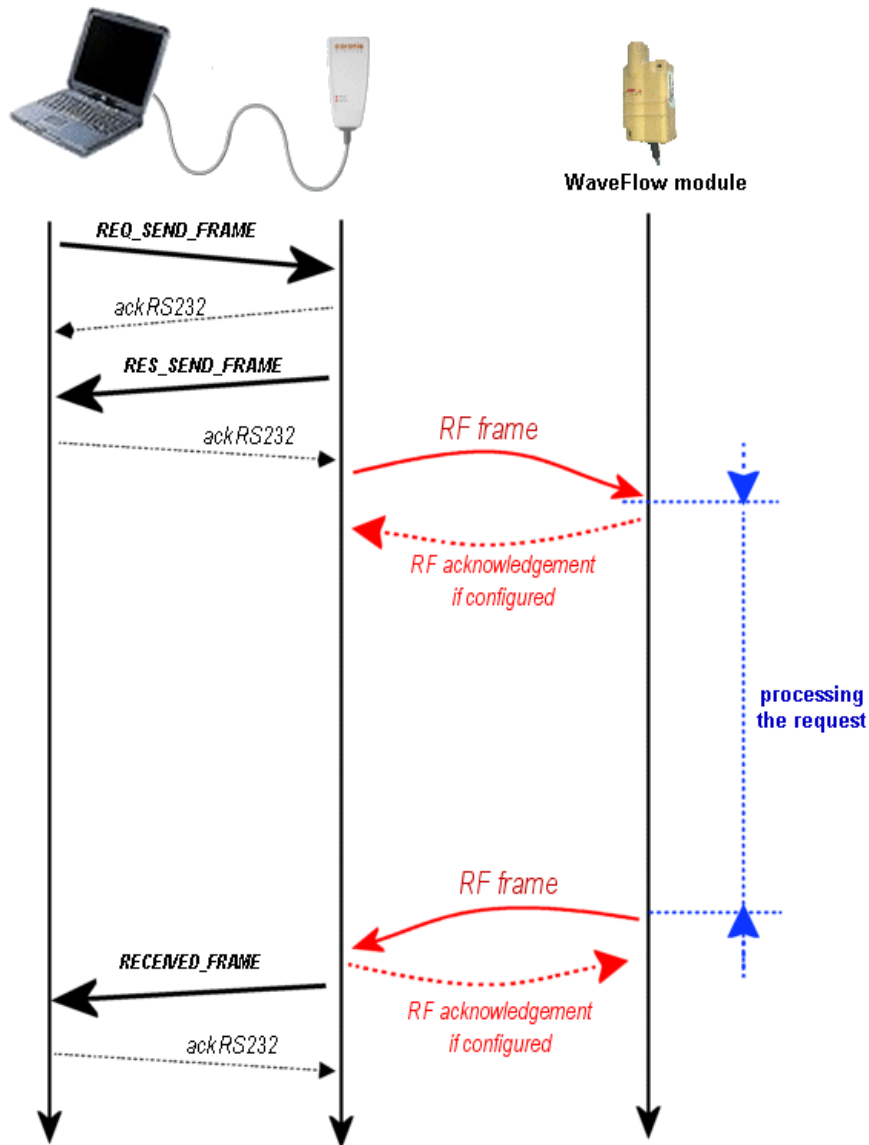 WaveFlow module
REQ_SEND_FRAME
ackRS232
RES_SEND_FRAME
ackRS232
RF frame
RF acknowledgement
if configured
processing
the request
RF frame
RECEIVED_FRAME
RF acknowledgement
if configured
ackRS232